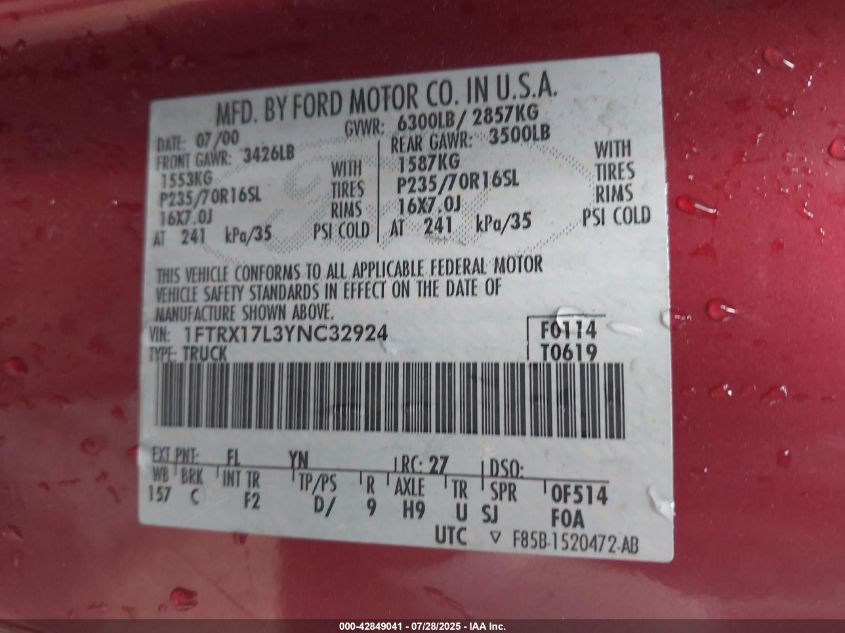 MFD. BY FORD MOTOR CO. IN U.S.A.
DATE: 07/00 GVWR: 6300LB/ 2857KG
FRONT GAWR: 3426LB REAR GAWR: 3500LB
1553KG WITH 1587KG WITH
P235/70R16SL TIRES P235/70R16SL TIRES
16X7.0J RIMS 16X7.0J RIMS
AT 241 kPa/35 PSI COLD AT 241 kPa/35 PSI COLD
THIS VEHICLE CONFORMS TO ALL APPLICABLE FEDERAL MOTOR
VEHICLE SAFETY STANDARDS IN EFFECT ON THE DATE OF
MANUFACTURE SHOWN ABOVE.
VIN: 1FTRX17L3YNC32924 F0114
TYPE: TRUCK T0619
EXT PNT: FL YN RC: 27 DSO:
WB BRK INT TR TP/PS R AXLE TR SPR 0F514
157 C F2 D/ 9 H9 U SJ F0A
UTC ▽ F85B-1520472-AB
000-42849041 - 07/28/2025 - IAA Inc.